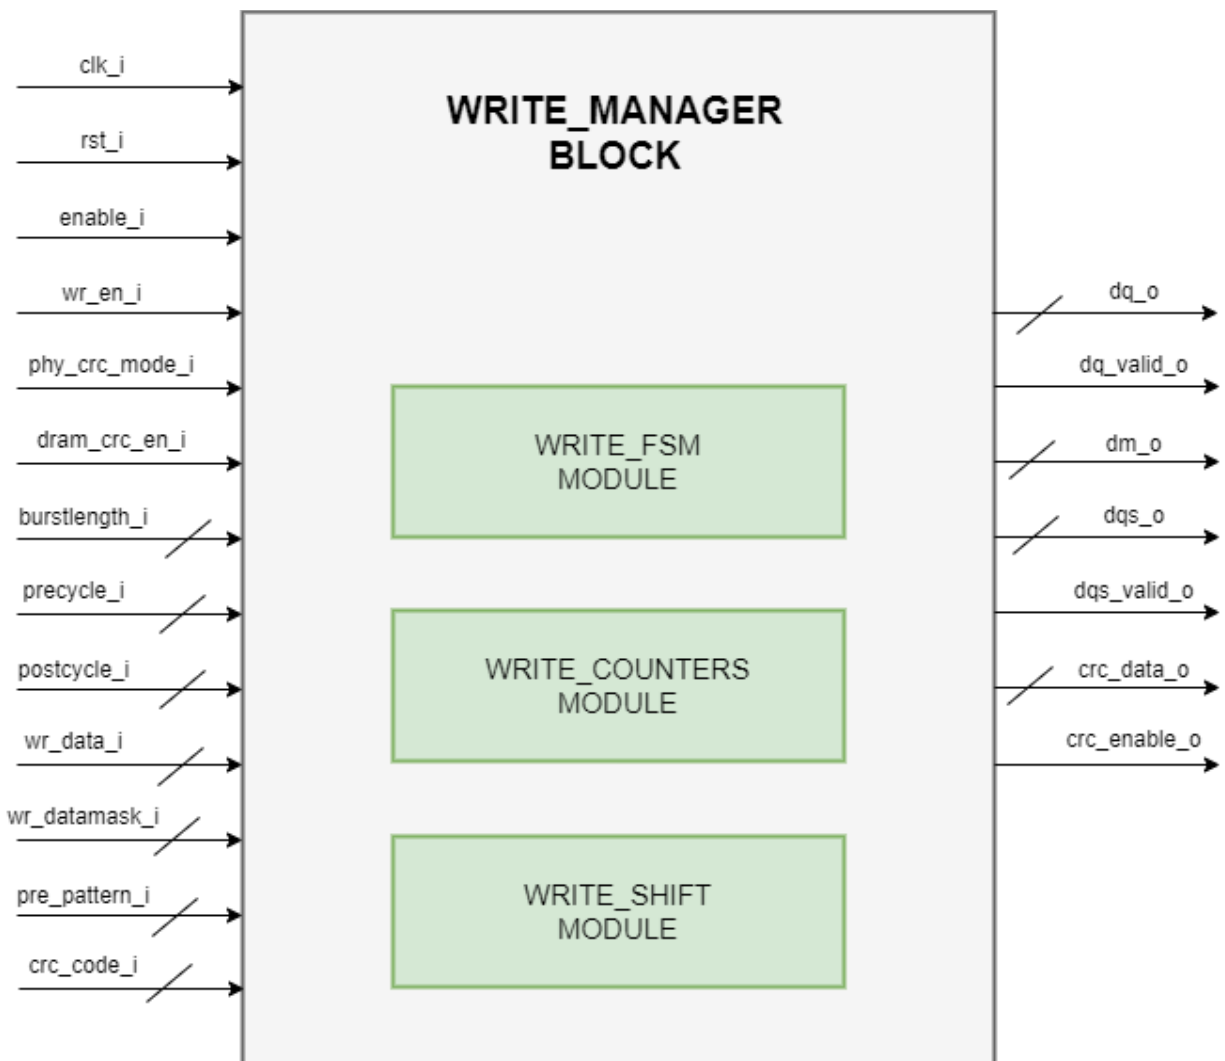 clk_i
rst_i
enable_i
wr_en_i
phy_crc_mode_i
dram_crc_en_i
burstlength_i
precycle_i
postcycle_i
wr_data_i
wr_datamask_i
pre_pattern_i
crc_code_i
WRITE_MANAGER
BLOCK
WRITE_FSM
MODULE
WRITE_COUNTERS
MODULE
WRITE_SHIFT
MODULE
dq_o
dq_valid_o
dm_o
dqs_o
dqs_valid_o
crc_data_o
crc_enable_o